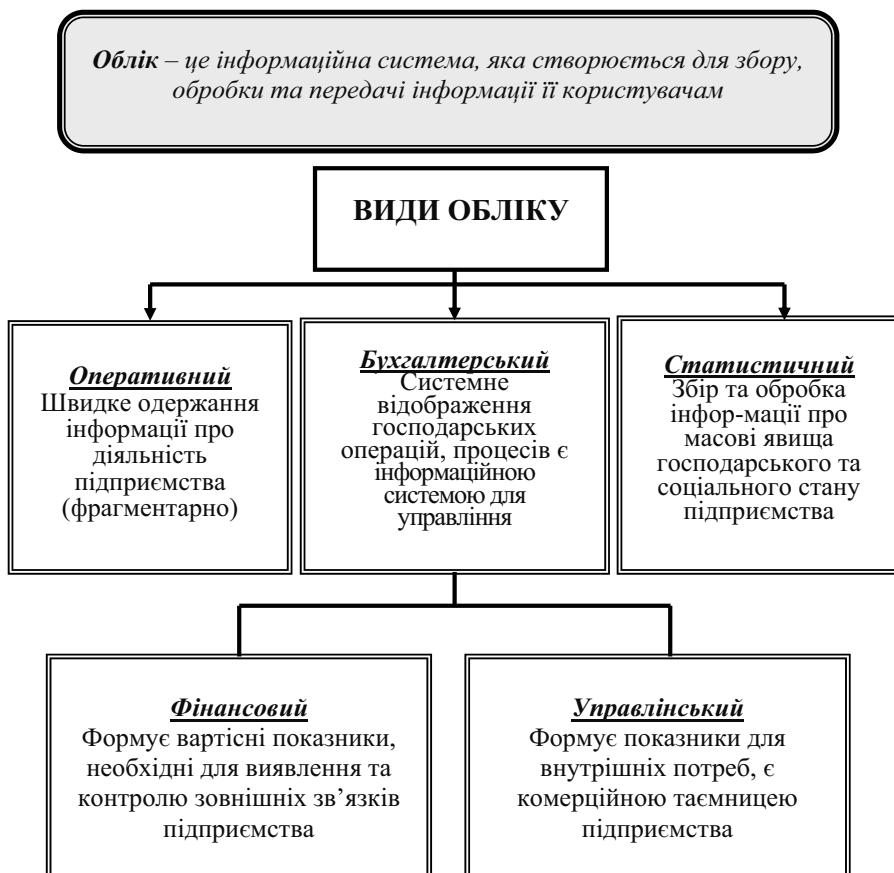 Облік – це інформаційна система, яка створюється для збору,
обробки та передачі інформації її користувачам
ВИДИ ОБЛІКУ
Оперативний
Швидке одержання
інформації про
діяльність
підприємства
(фрагментарно)
Бухгалтерський
Системне
відображення
господарських
операцій, процесів є
інформаційною
системою для
управління
Статистичний
Збір та обробка
інфор-мації про
масові явища
господарського та
соціального стану
підприємства
Фінансовий
Формує вартісні показники,
необхідні для виявлення та
контролю зовнішніх зв’язків
підприємства
Управлінський
Формує показники для
внутрішніх потреб, є
комерційною таємницею
підприємства